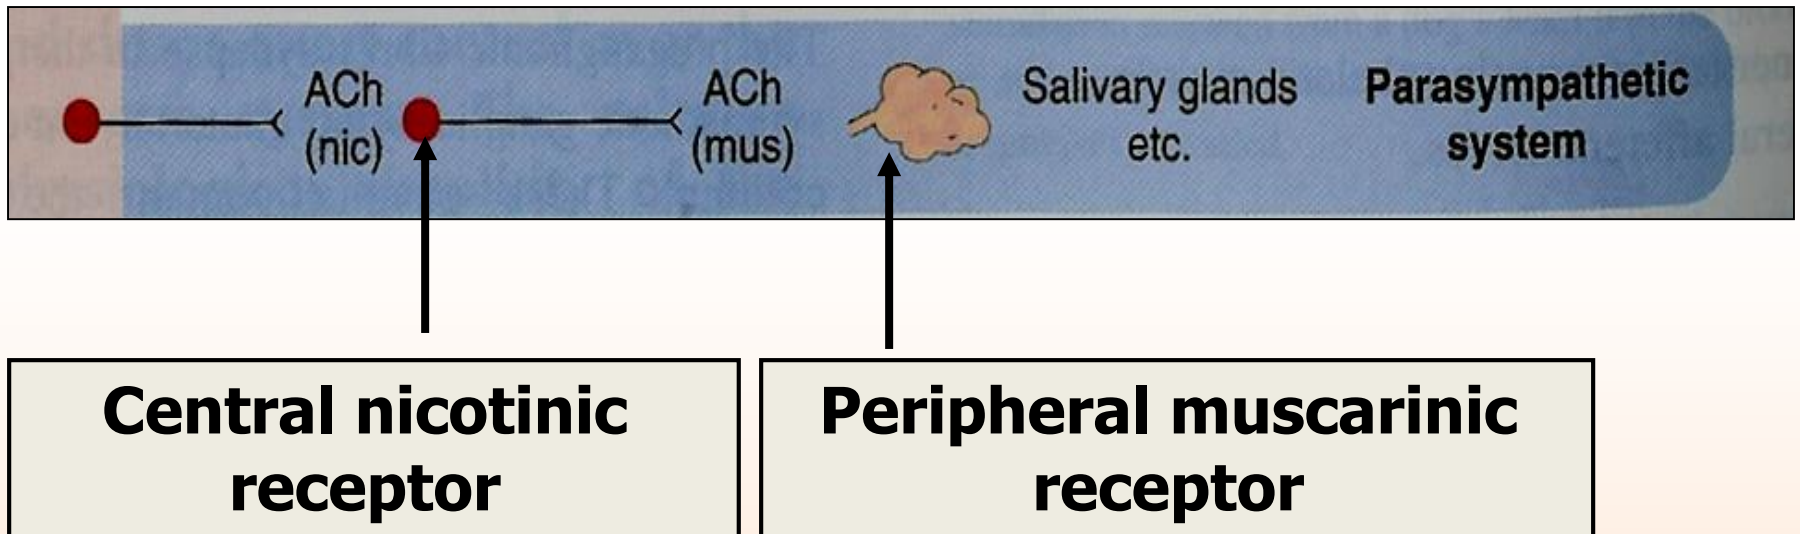 ACh
(nic)
ACh
(mus)
Salivary glands
etc.
Parasympathetic
system
Central nicotinic
receptor
Peripheral muscarinic
receptor